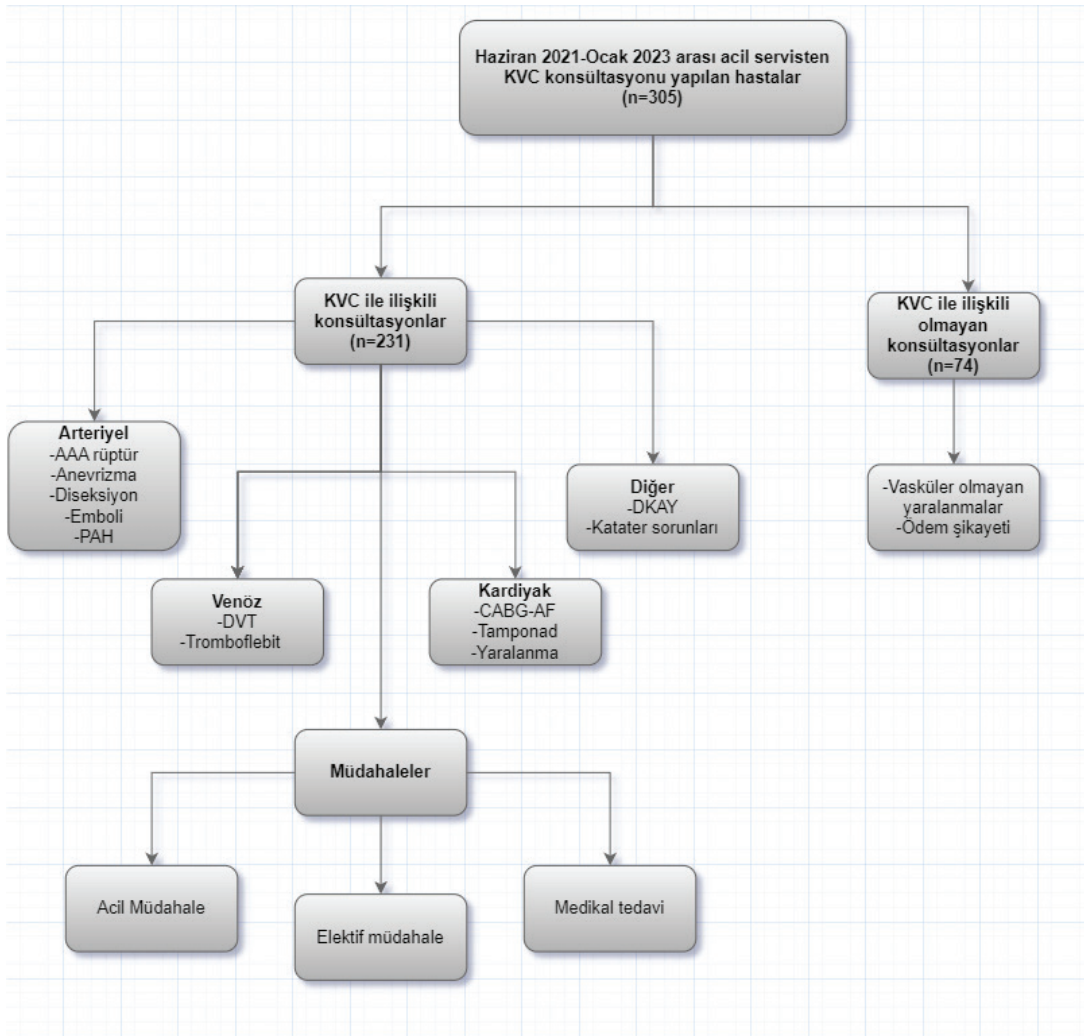 Haziran 2021-Ocak 2023 arası acil servisten
KVC konsültasyonu yapılan hastalar
(n=305)
KVC ile ilişkili
konsültasyonlar
(n=231)
KVC ile ilişkili
olmayan
konsültasyonlar
(n=74)
Arteriyel
-AAA rüptür
-Anevrizma
-Diseksiyon
-Emboli
-PAH
Diğer
-DKAY
-Katater sorunları
-Vasküler olmayan
yaralanmalar
-Ödem şikayeti
Venöz
-DVT
-Tromboflebit
Kardiyak
-CABG-AF
-Tamponad
-Yaralanma
Müdahaleler
Acil Müdahale
Elektif müdahale
Medikal tedavi